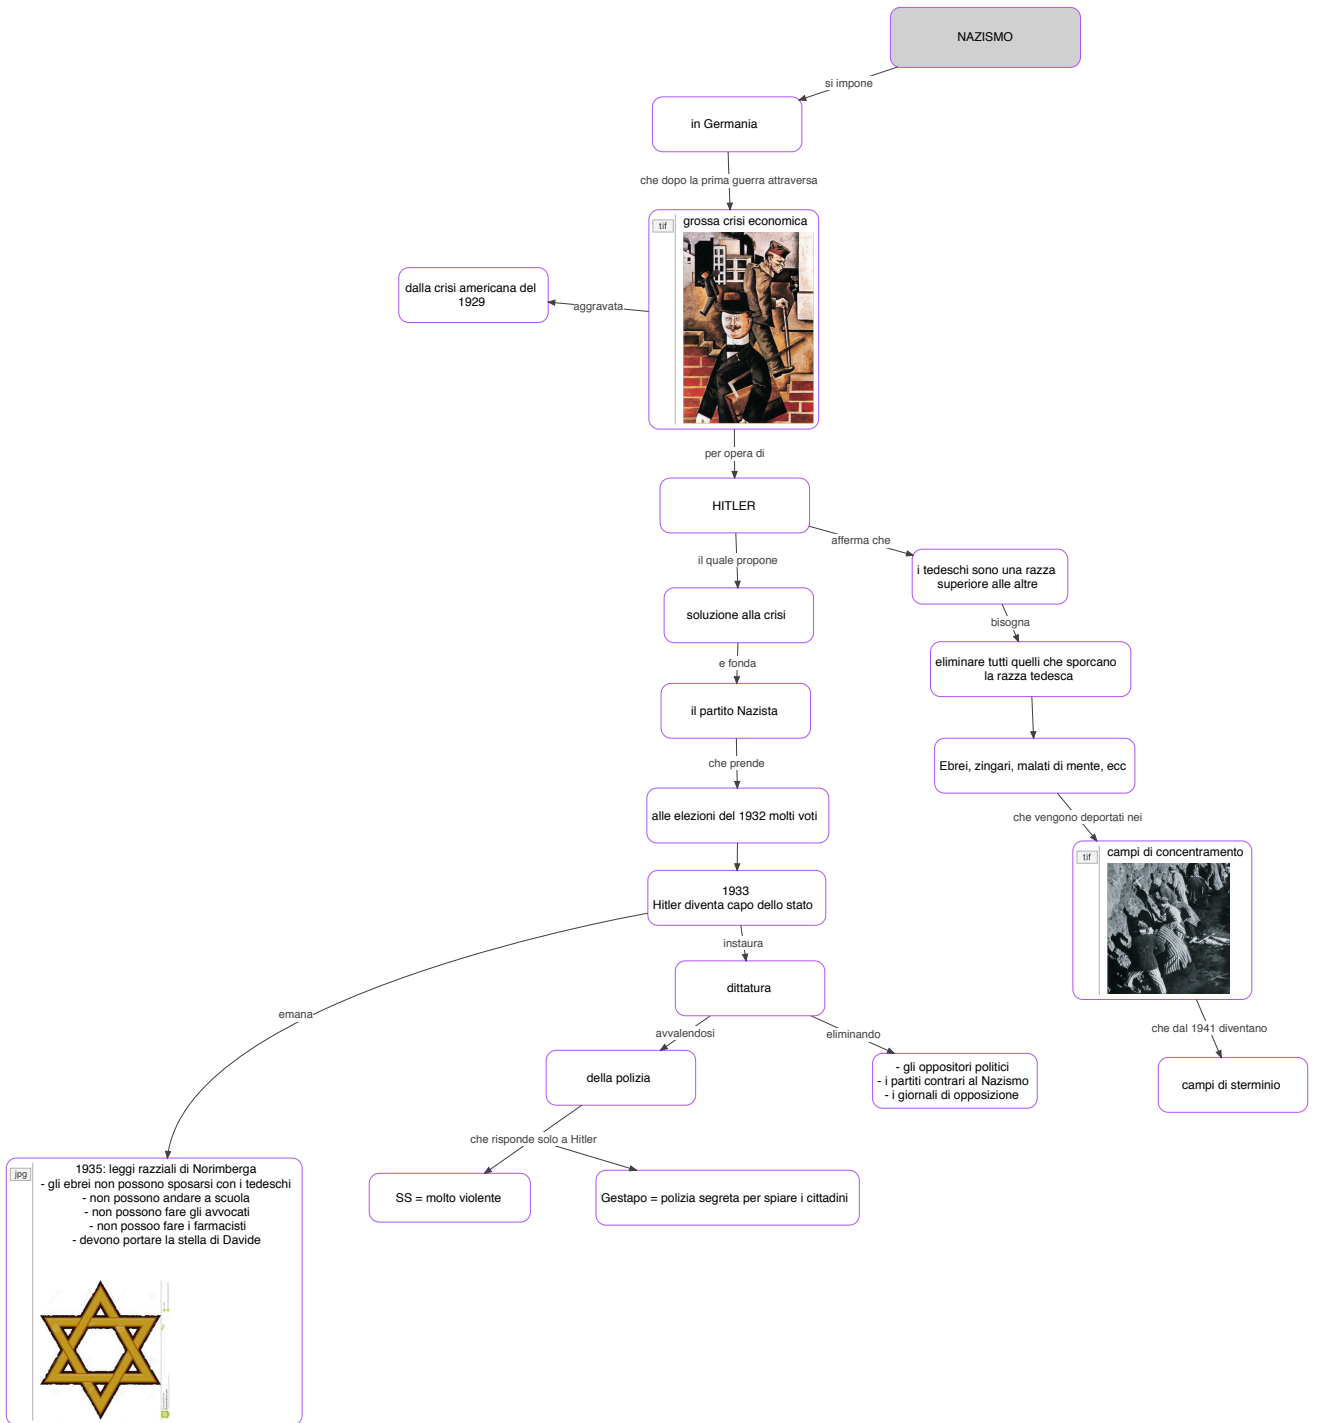 NAZISMO
si impone
in Germania
che dopo la prima guerra attraversa
tif
grossa crisi economica
aggravata
dalla crisi americana del
1929
per opera di
HITLER
il quale propone
afferma che
soluzione alla crisi
i tedeschi sono una razza
superiore alle altre
e fonda
bisogna
il partito Nazista
eliminare tutti quelli che sporcano
la razza tedesca
che prende
Ebrei, zingari, malati di mente, ecc
alle elezioni del 1932 molti voti
che vengono deportati nei
1933
Hitler diventa capo dello stato
tif
campi di concentramento
instaura
emana
dittatura
avvalendosi
eliminando
che dal 1941 diventano
della polizia
- gli oppositori politici
- i partiti contrari al Nazismo
- i giornali di opposizione
campi di sterminio
che risponde solo a Hitler
SS = molto violente
Gestapo = polizia segreta per spiare i cittadini
jpg
1935: leggi razziali di Norimberga
- gli ebrei non possono sposarsi con i tedeschi
- non possono andare a scuola
- non possono fare gli avvocati
- non possoo fare i farmacisti
- devono portare la stella di Davide